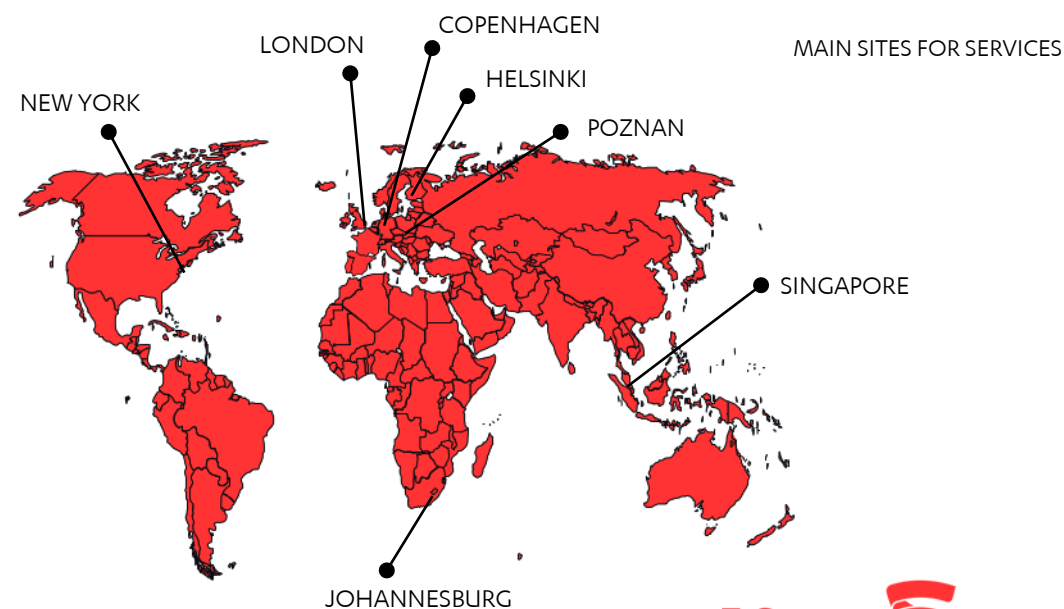 COPENHAGEN
LONDON
MAIN SITES FOR SERVICES
HELSINKI
NEW YORK
POZNAN
SINGAPORE
JOHANNESBURG